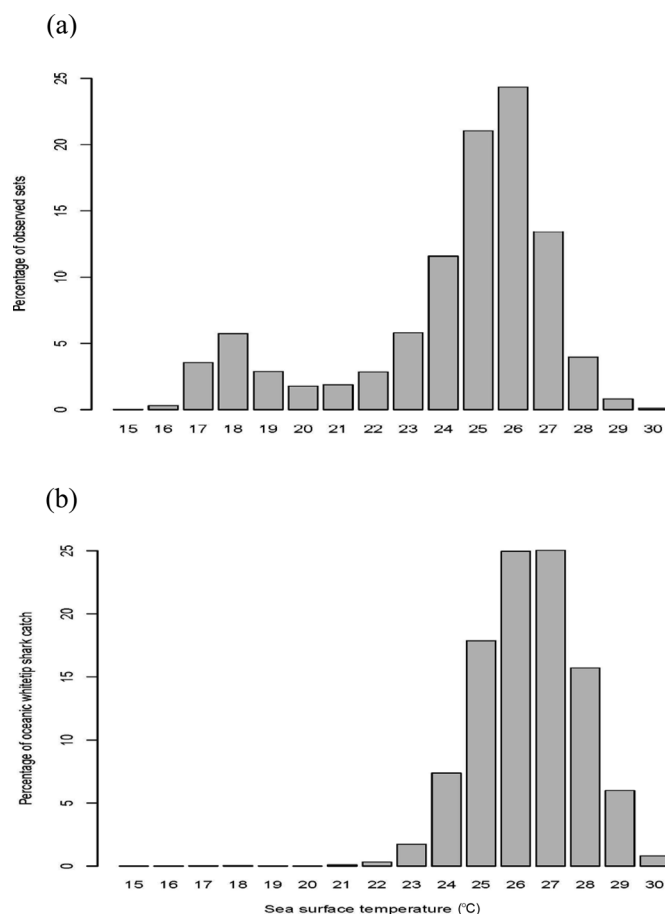 (a)
Percentage of observed sets
25
20
15
10
5
0
15 16 17 18 19 20 21 22 23 24 25 26 27 28 29 30
(b)
Percentage of oceanic whitetip shark catch
25
20
15
10
5
0
15 16 17 18 19 20 21 22 23 24 25 26 27 28 29 30
Sea surface temperature (°C)